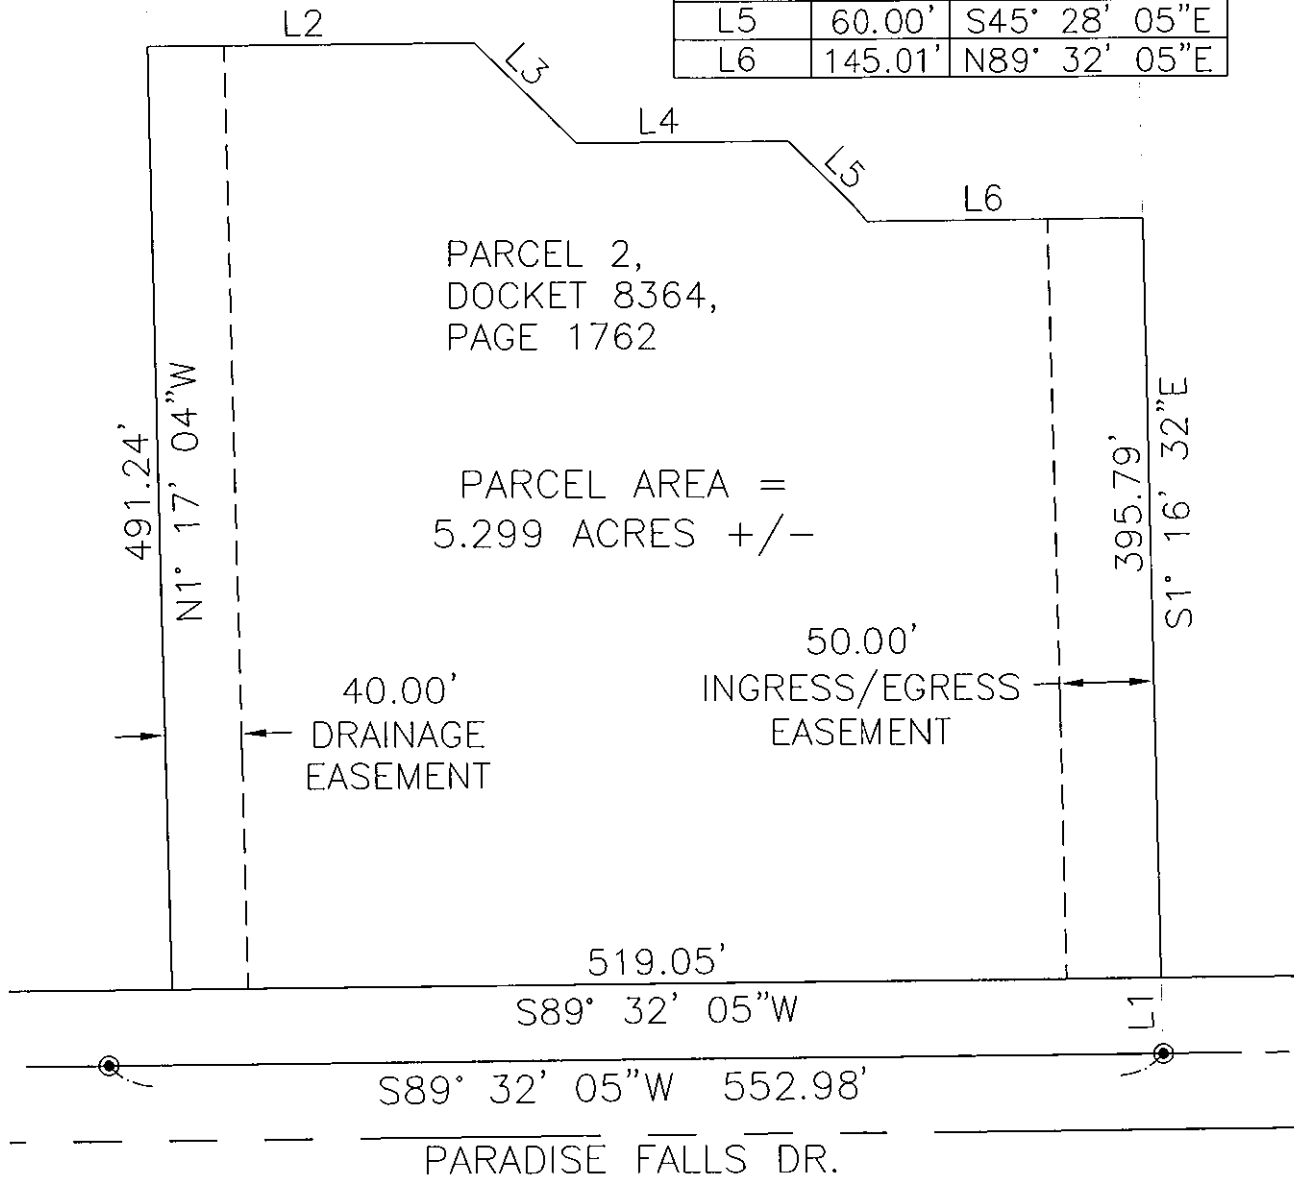 L5 60.00' S45° 28' 05"E
L6 145.01' N89° 32' 05"E
L2
L3
L4
L5
L6
PARCEL 2,
DOCKET 8364,
PAGE 1762
491.24'
N1° 17' 04"W
PARCEL AREA =
5.299 ACRES +/-
395.79'
S1° 16' 32"E
40.00'
DRAINAGE
EASEMENT
50.00'
INGRESS/EGRESS
EASEMENT
519.05'
S89° 32' 05"W
L1
S89° 32' 05"W 552.98'
PARADISE FALLS DR.